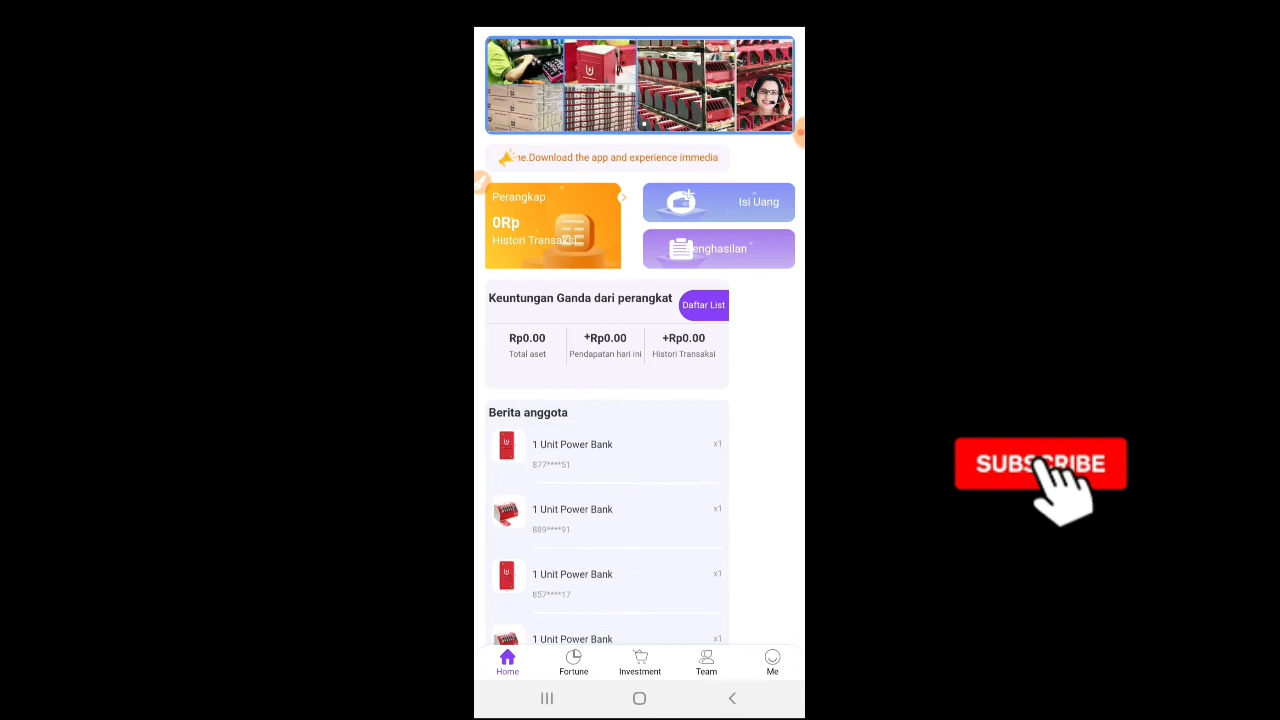 ne.Download the app and experience immedia
Perangkap
0Rp
Histori Transaksi
Isi Uang
enghasilan
Keuntungan Ganda dari perangkat
Daftar List
Rp0.00
+Rp0.00
+Rp0.00
Total aset
Pendapatan hari ini
Histori Transaksi
Berita anggota
1 Unit Power Bank
x1
877****51
1 Unit Power Bank
x1
889****91
1 Unit Power Bank
x1
857****17
1 Unit Power Bank
x1
Home
Fortune
Investment
Team
Me
SUBSCRIBE